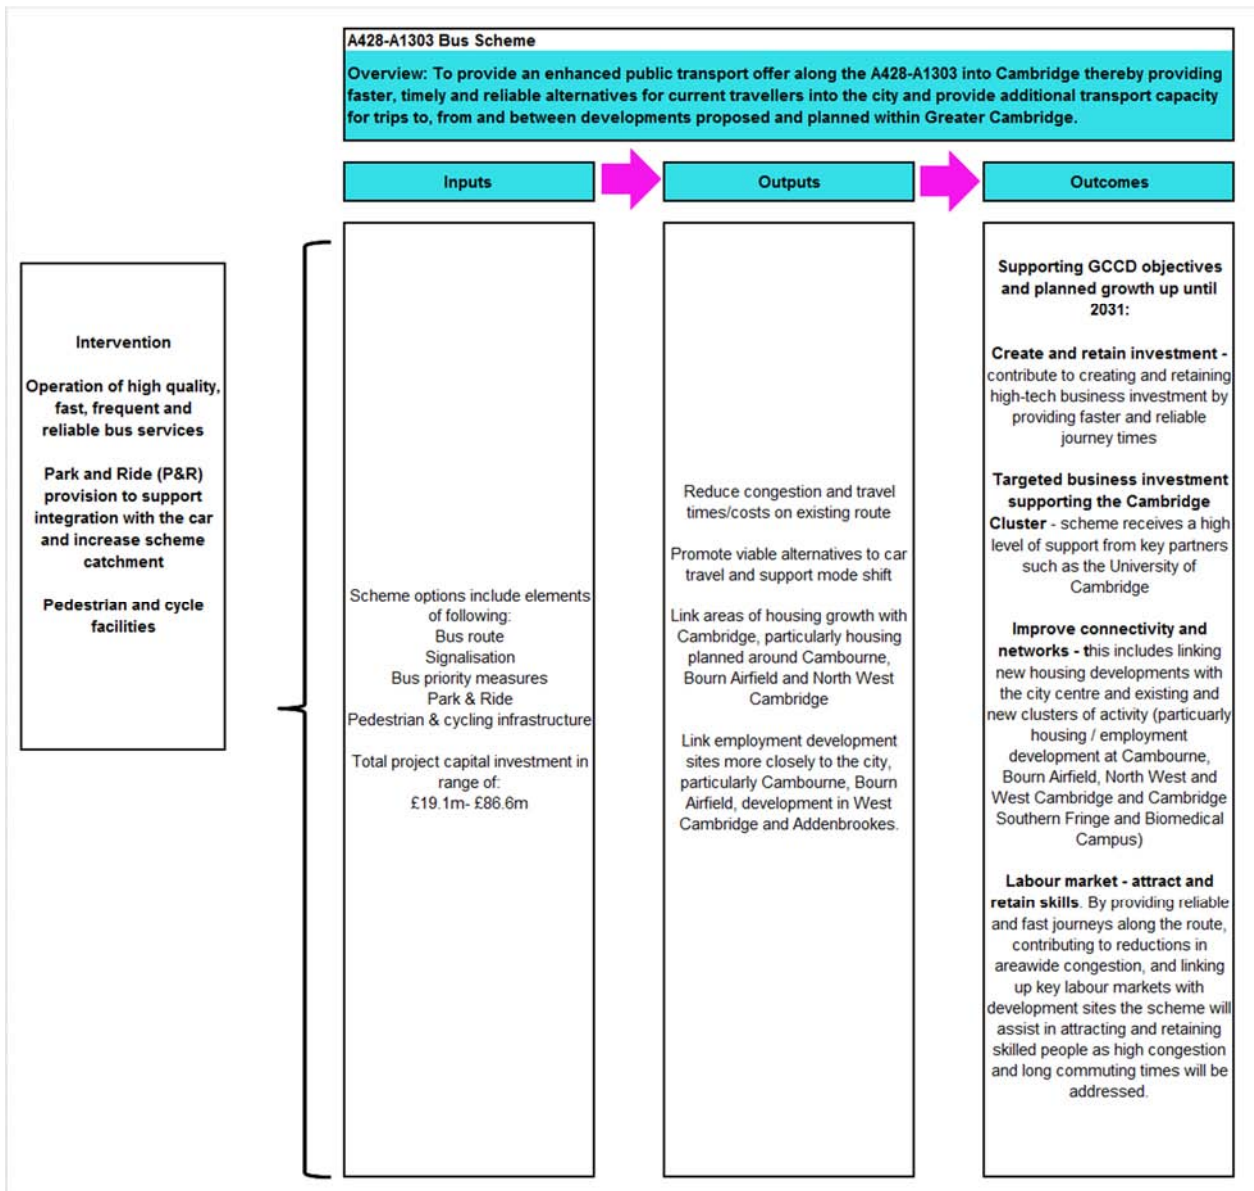 A428-A1303 Bus Scheme
Overview: To provide an enhanced public transport offer along the A428-A1303 into Cambridge thereby providing
faster, timely and reliable alternatives for current travellers into the city and provide additional transport capacity
for trips to, from and between developments proposed and planned within Greater Cambridge.
Inputs
Outputs
Outcomes
Intervention
Operation of high quality,
fast, frequent and
reliable bus services
Park and Ride (P&R)
provision to support
integration with the car
and increase scheme
catchment
Pedestrian and cycle
facilities
Scheme options include elements
of following:
Bus route
Signalisation
Bus priority measures
Park & Ride
Pedestrian & cycling infrastructure
Total project capital investment in
range of:
£19.1m- £86.6m
Reduce congestion and travel
times/costs on existing route
Promote viable alternatives to car
travel and support mode shift
Link areas of housing growth with
Cambridge, particularly housing
planned around Cambourne,
Bourn Airfield and North West
Cambridge
Link employment development
sites more closely to the city,
particularly Cambourne, Bourn
Airfield, development in West
Cambridge and Addenbrookes.
Supporting GCCD objectives
and planned growth up until
2031:
Create and retain investment -
contribute to creating and retaining
high-tech business investment by
providing faster and reliable
journey times
Targeted business investment
supporting the Cambridge
Cluster - scheme receives a high
level of support from key partners
such as the University of
Cambridge
Improve connectivity and
networks - this includes linking
new housing developments with
the city centre and existing and
new clusters of activity (particuarly
housing / employment
development at Cambourne,
Bourn Airfield, North West and
West Cambridge and Cambridge
Southern Fringe and Biomedical
Campus)
Labour market - attract and
retain skills. By providing reliable
and fast journeys along the route,
contributing to reductions in
areawide congestion, and linking
up key labour markets with
development sites the scheme will
assist in attracting and retaining
skilled people as high congestion
and long commuting times will be
addressed.